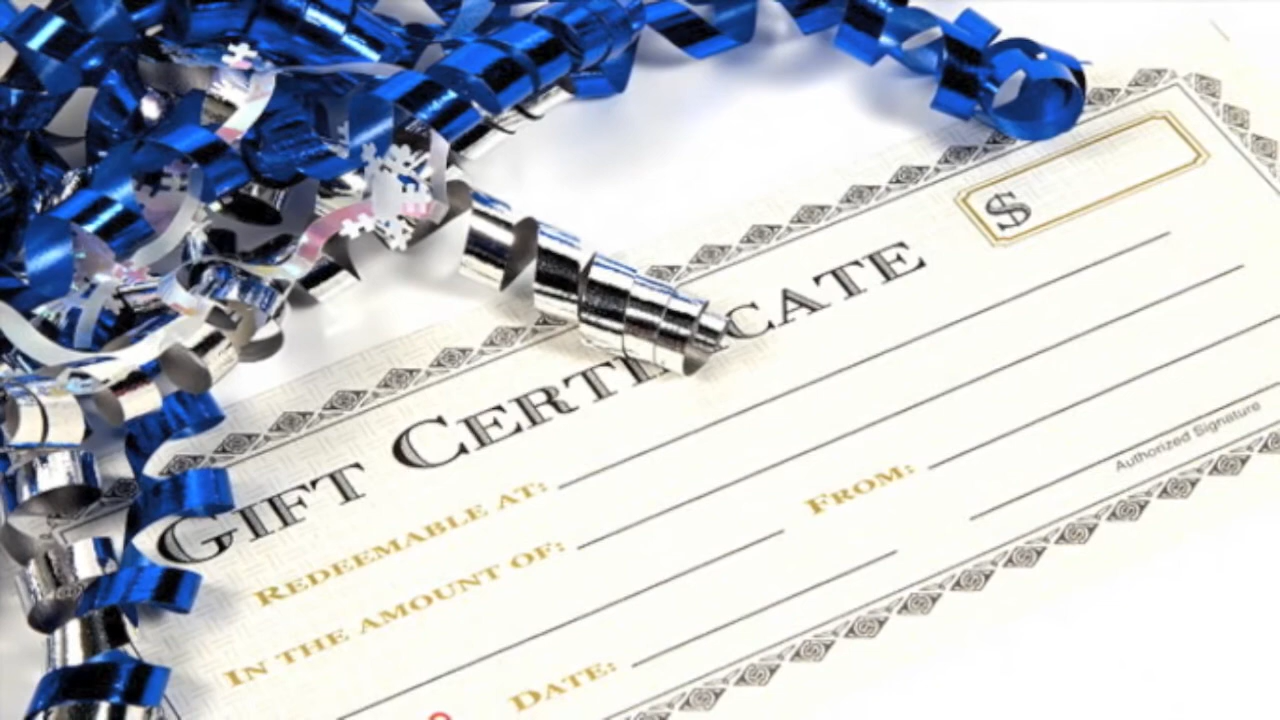 $
GIFT CERTI CATE
REDEEMABLE AT:
IN THE AMOUNT OF:
FROM:
Authorized Signature
DATE: